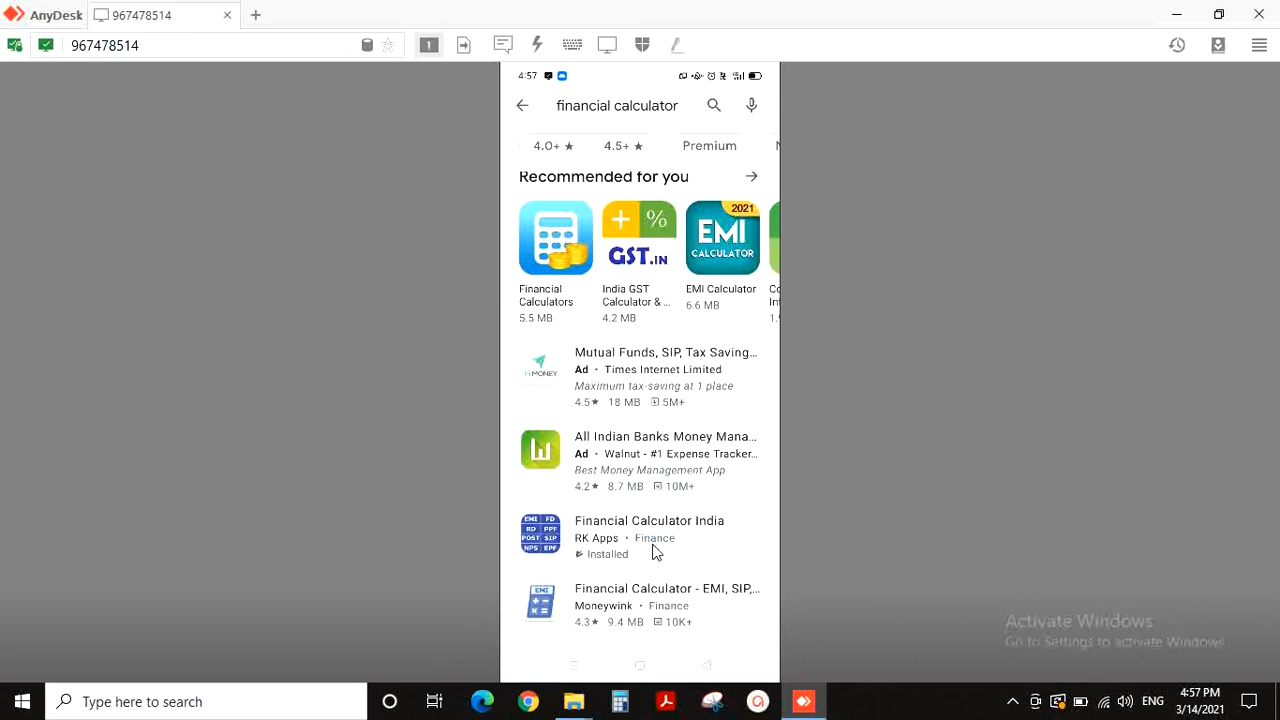 AnyDesk
967478514
967478514
1
4:57
financial calculator
4.0+ ★
4.5+ ★
Premium
Recommended for you
2021
+ %
GST.IN
EMI
CALCULATOR
Financial
Calculators
5.5 MB
India GST
Calculator & ...
4.2 MB
EMI Calculator
6.6 MB
Mutual Funds, SIP, Tax Saving...
Ad • Times Internet Limited
Maximum tax-saving at 1 place
4.5★ 18 MB 5M+
All Indian Banks Money Mana...
Ad • Walnut - #1 Expense Tracker...
Best Money Management App
4.2★ 8.7 MB 10M+
EMI FD
RD PPF
POST SIP
NPS EPF
Financial Calculator India
RK Apps • Finance
Installed
EMI
Financial Calculator - EMI, SIP,...
Moneywink • Finance
4.3★ 9.4 MB 10K+
Activate Windows
Go to Settings to activate Windows
Type here to search
ENG
4:57 PM
3/14/2021